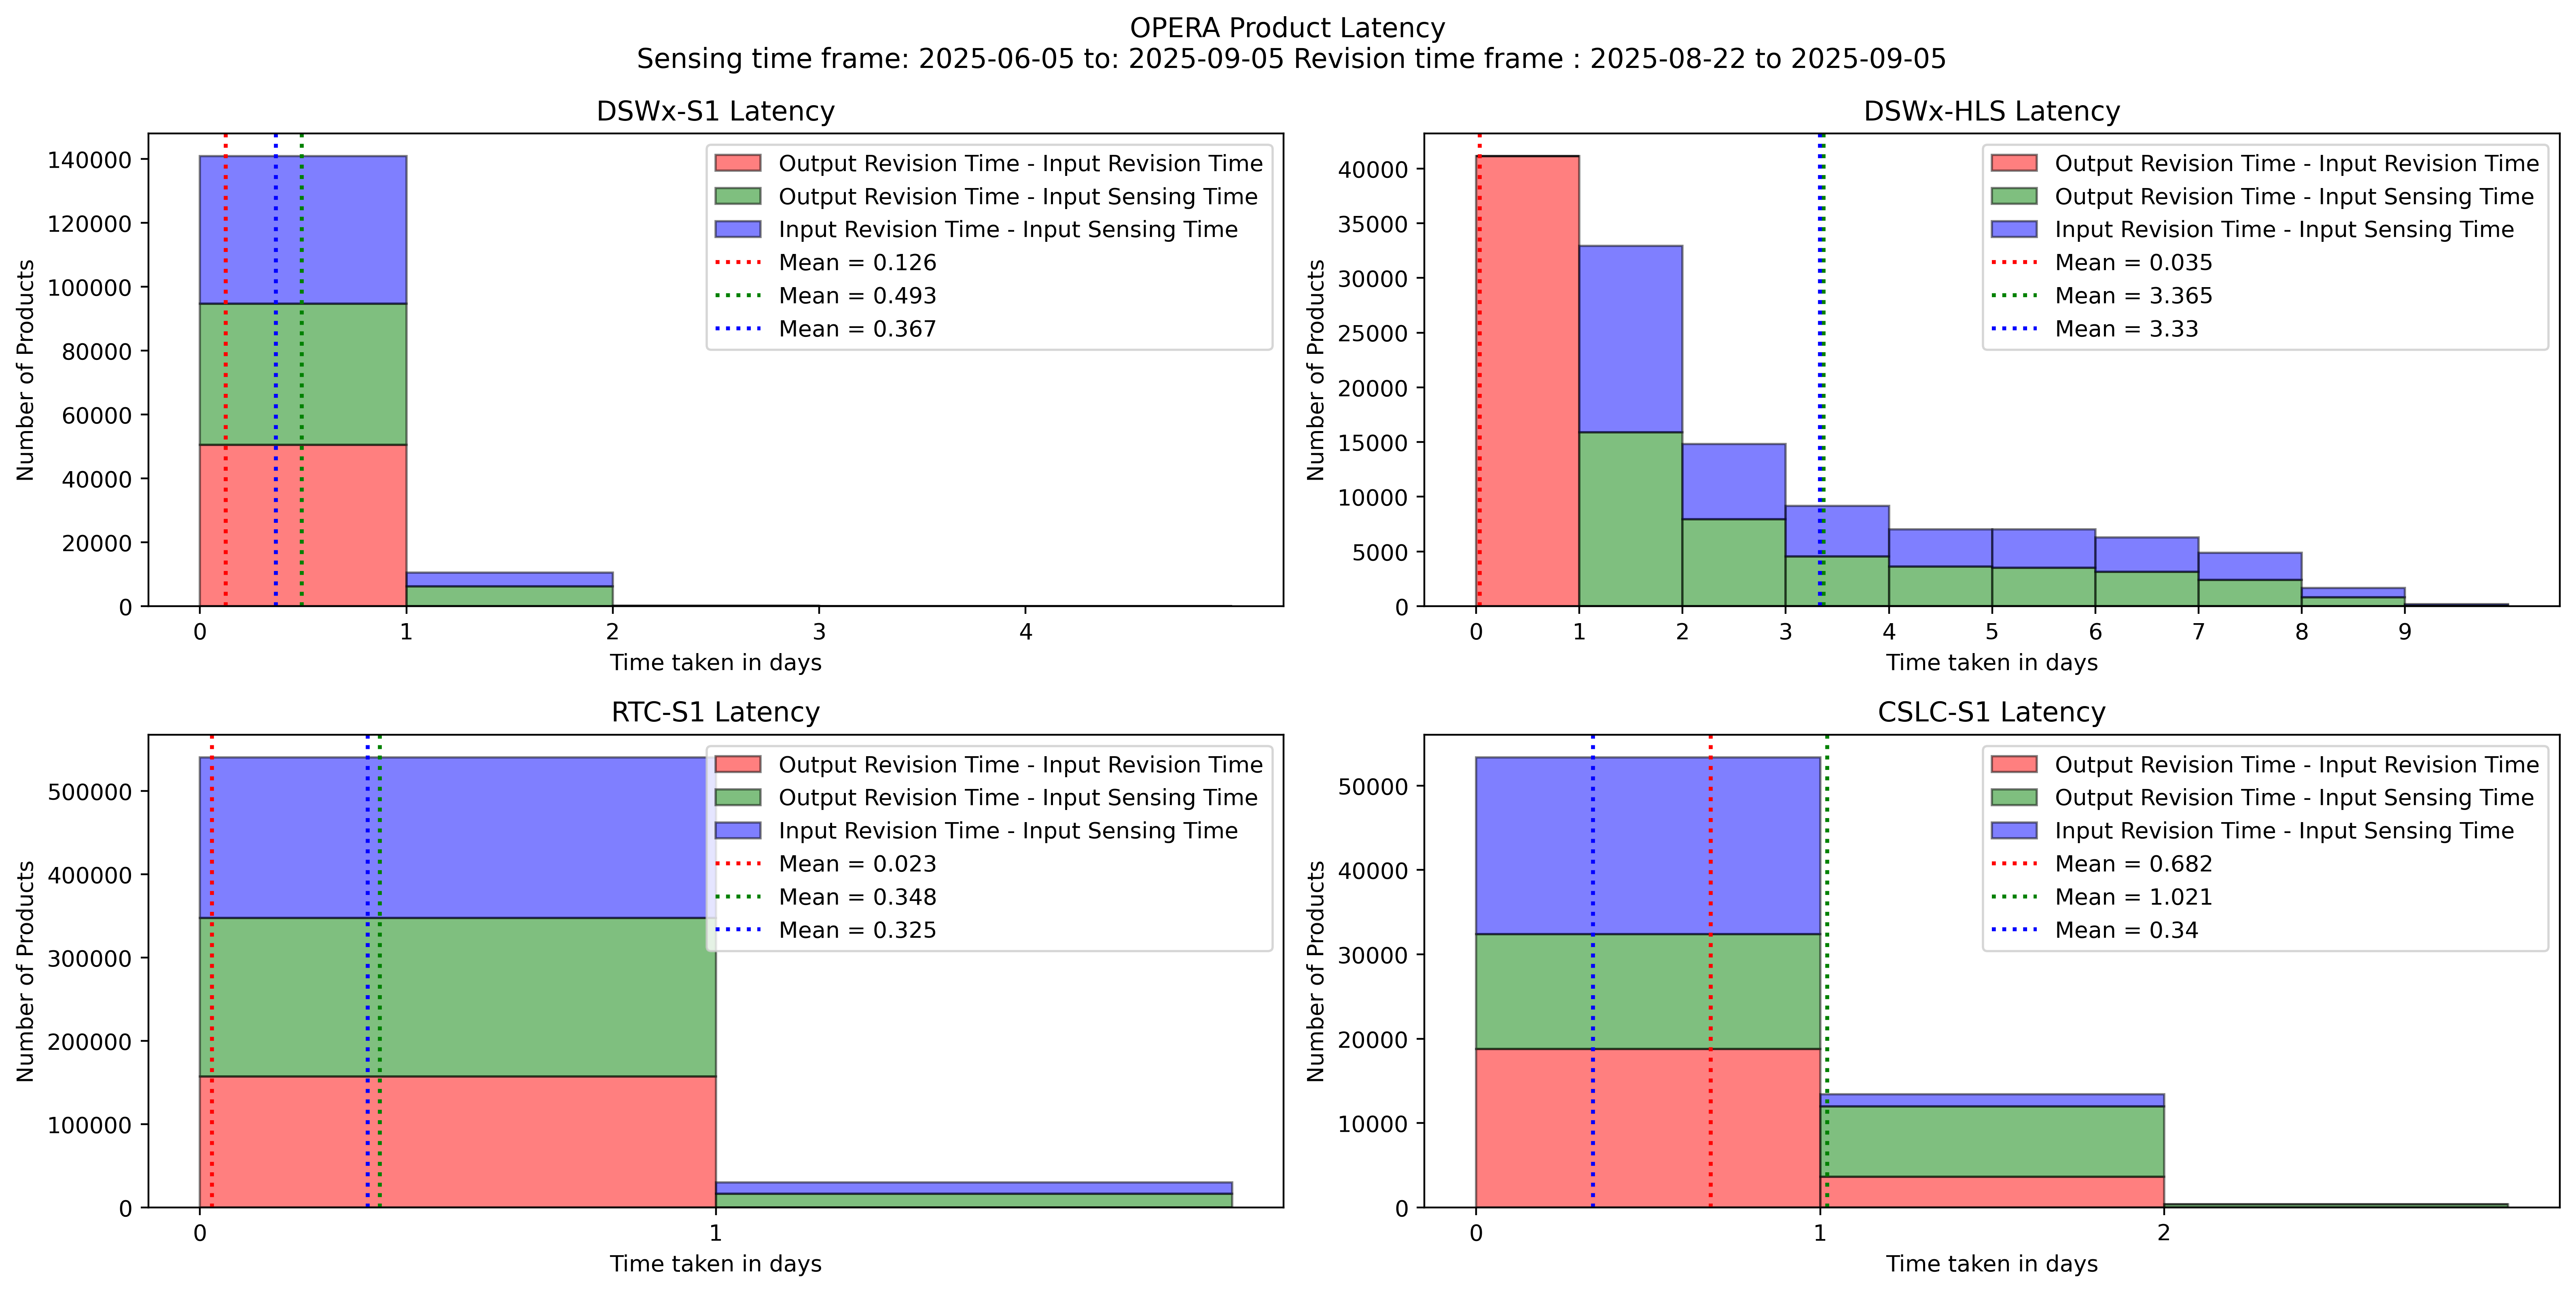 OPERA Product Latency
Sensing time frame: 2025-06-05 to: 2025-09-05 Revision time frame : 2025-08-22 to 2025-09-05
DSWx-S1 Latency
Number of Products
140000
120000
100000
80000
60000
40000
20000
0
Output Revision Time - Input Revision Time
Output Revision Time - Input Sensing Time
Input Revision Time - Input Sensing Time
Mean = 0.126
Mean = 0.493
Mean = 0.367
0 1 2 3 4
Time taken in days
DSWx-HLS Latency
Number of Products
40000
35000
30000
25000
20000
15000
10000
5000
0
Output Revision Time - Input Revision Time
Output Revision Time - Input Sensing Time
Input Revision Time - Input Sensing Time
Mean = 0.035
Mean = 3.365
Mean = 3.33
0 1 2 3 4 5 6 7 8 9
Time taken in days
RTC-S1 Latency
Number of Products
500000
400000
300000
200000
100000
0
Output Revision Time - Input Revision Time
Output Revision Time - Input Sensing Time
Input Revision Time - Input Sensing Time
Mean = 0.023
Mean = 0.348
Mean = 0.325
0 1
Time taken in days
CSLC-S1 Latency
Number of Products
50000
40000
30000
20000
10000
0
Output Revision Time - Input Revision Time
Output Revision Time - Input Sensing Time
Input Revision Time - Input Sensing Time
Mean = 0.682
Mean = 1.021
Mean = 0.34
0 1 2
Time taken in days